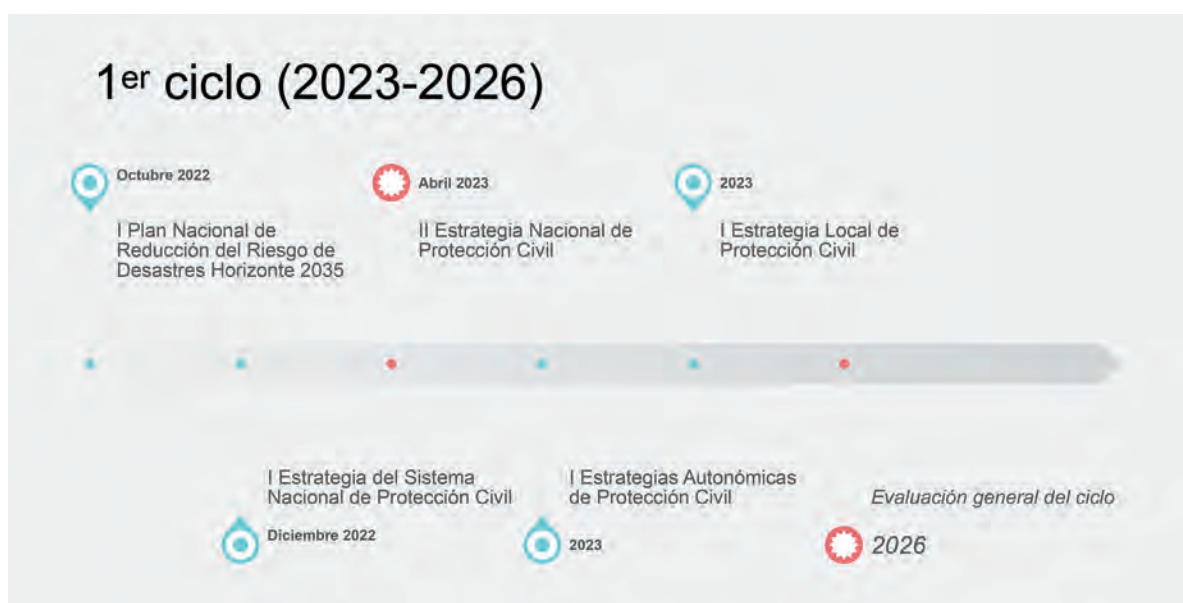 1er ciclo (2023-2026)
Octubre 2022
I Plan Nacional de
Reducción del Riesgo de
Desastres Horizonte 2035
Abril 2023
II Estrategia Nacional de
Protección Civil
2023
I Estrategia Local de
Protección Civil
I Estrategia del Sistema
Nacional de Protección Civil
Diciembre 2022
I Estrategias Autonómicas
de Protección Civil
2023
Evaluación general del ciclo
2026